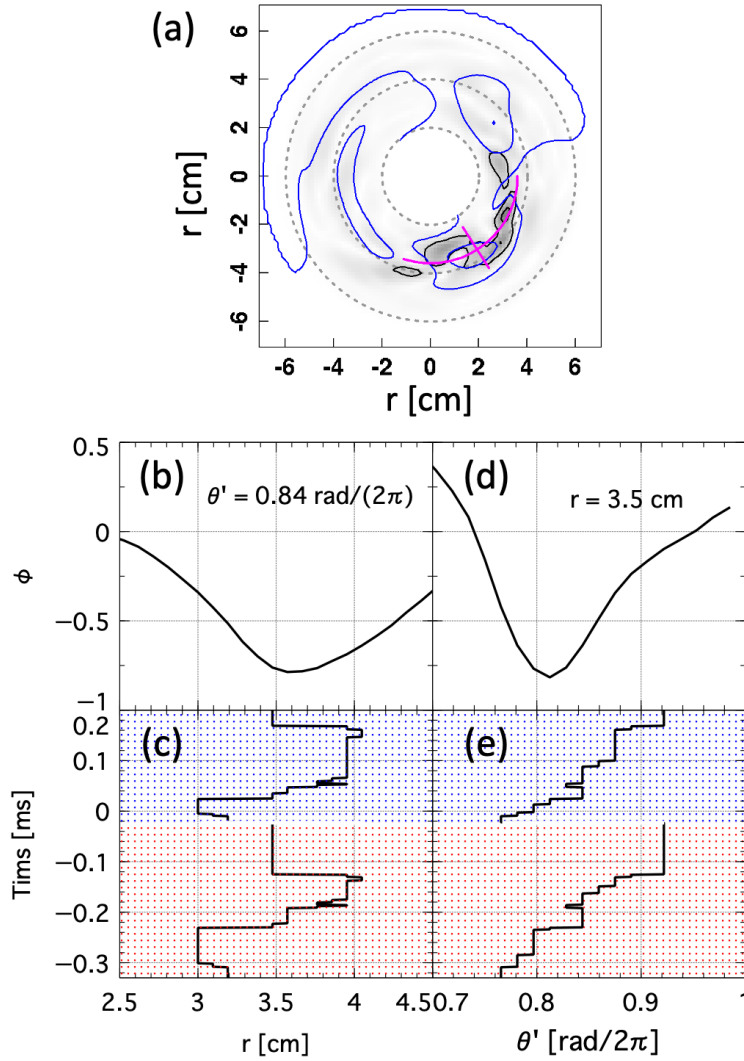 (a)
6
4
2
0
-2
-4
-6
r [cm]
-6 -4 -2 0 2 4 6
r [cm]
0.5
0
−0.5
−1
ϕ
(b)
θ' = 0.84 rad/(2π)
(d)
r = 3.5 cm
0.2
0.1
0
−0.1
−0.2
−0.3
Tims [ms]
(c)
(e)
2.5 3 3.5 4 4.5 0.7 0.8 0.9 1
r [cm]
θ' [rad/2π]